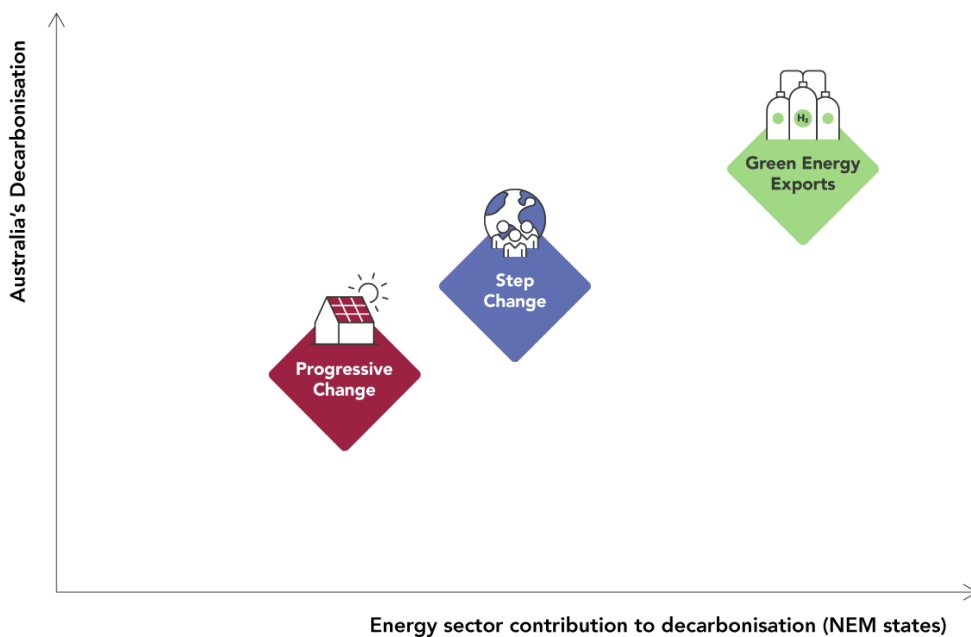 Australia's Decarbonisation
H₂
Green Energy
Exports
Step
Change
Progressive
Change
Energy sector contribution to decarbonisation (NEM states)